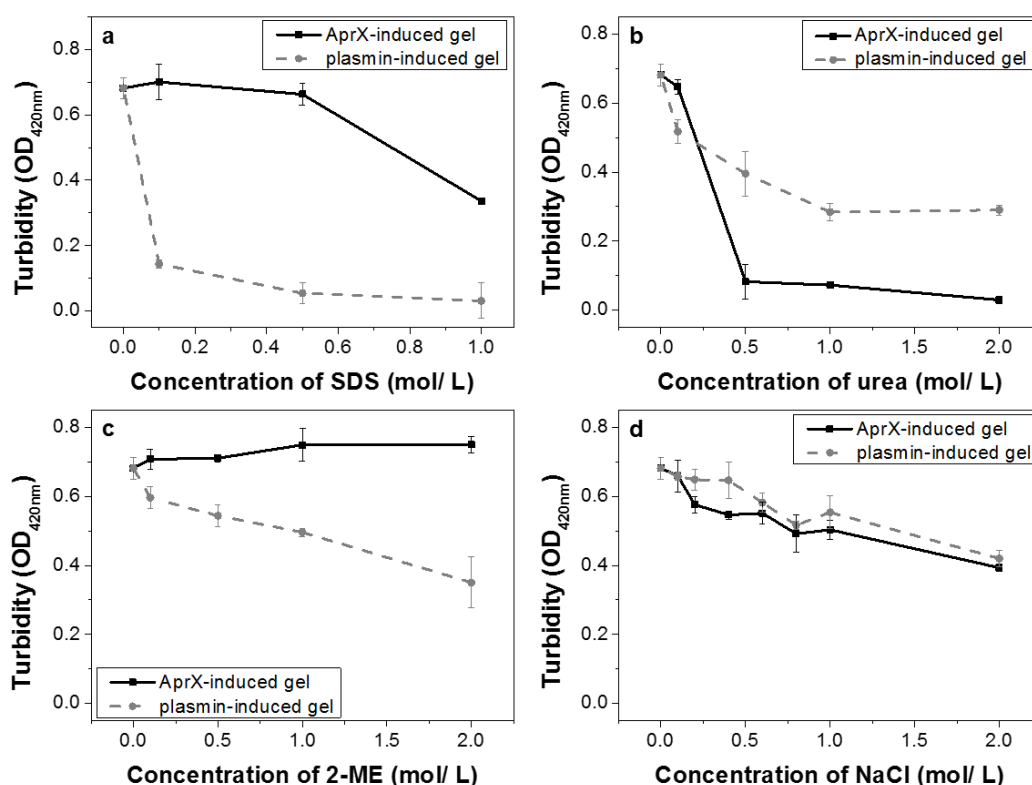 a
AprX-induced gel
plasmin-induced gel
Turbidity (OD420nm)
0.8
0.6
0.4
0.2
0.0
0.0 0.2 0.4 0.6 0.8 1.0
Concentration of SDS (mol/ L)
b
AprX-induced gel
plasmin-induced gel
Turbidity (OD420nm)
0.8
0.6
0.4
0.2
0.0
0.0 0.5 1.0 1.5 2.0
Concentration of urea (mol/ L)
c
Turbidity (OD420nm)
0.8
0.6
0.4
0.2
0.0
AprX-induced gel
plasmin-induced gel
0.0 0.5 1.0 1.5 2.0
Concentration of 2-ME (mol/ L)
d
AprX-induced gel
plasmin-induced gel
Turbidity (OD420nm)
0.8
0.6
0.4
0.2
0.0
0.0 0.5 1.0 1.5 2.0
Concentration of NaCl (mol/ L)